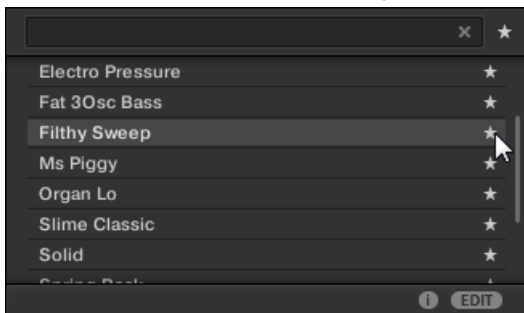 Electro Pressure
Fat 3Osc Bass
Filthy Sweep
Ms Piggy
Organ Lo
Slime Classic
Solid
EDIT